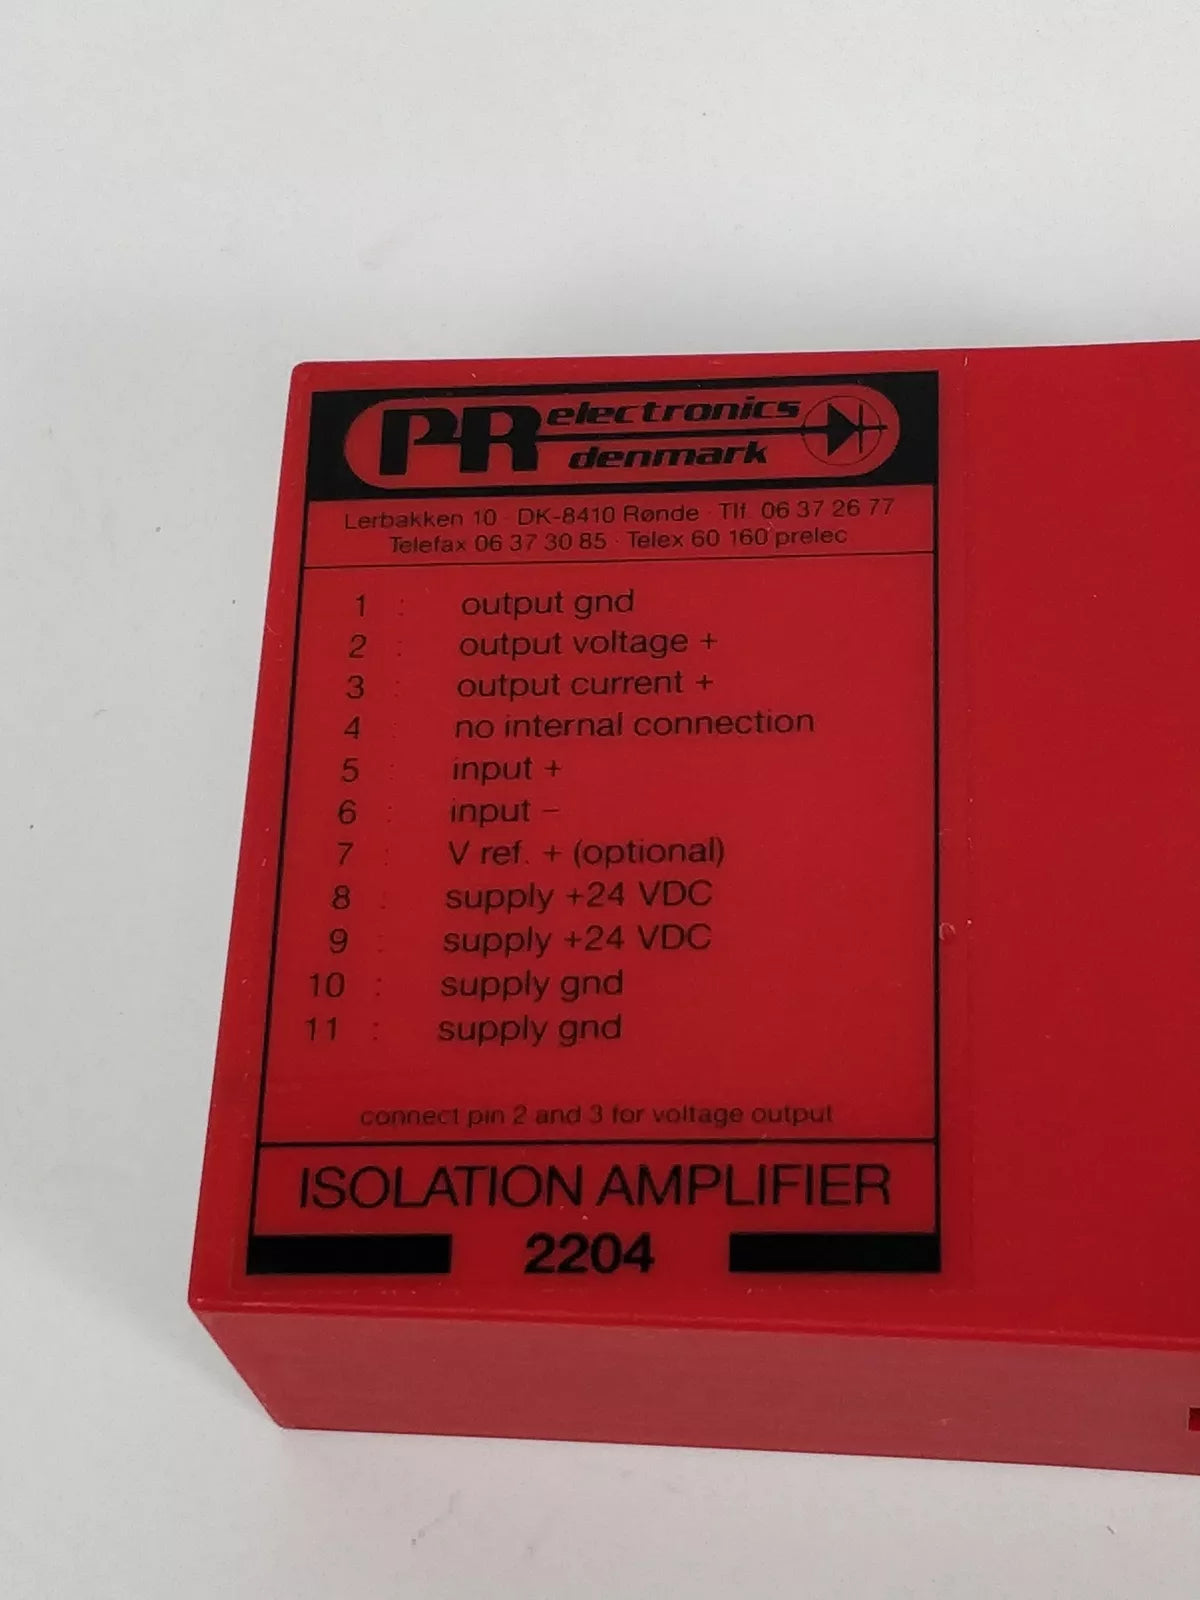 PR electronics
denmark
Lerbakken 10 · DK-8410 Rønde · Tlf. 06 37 26 77
Telefax 06 37 30 85 · Telex 60 160 prelec
1 : output gnd
2 : output voltage +
3 : output current +
4 : no internal connection
5 : input +
6 : input –
7 : V ref. + (optional)
8 : supply +24 VDC
9 : supply +24 VDC
10 : supply gnd
11 : supply gnd
connect pin 2 and 3 for voltage output
ISOLATION AMPLIFIER
2204